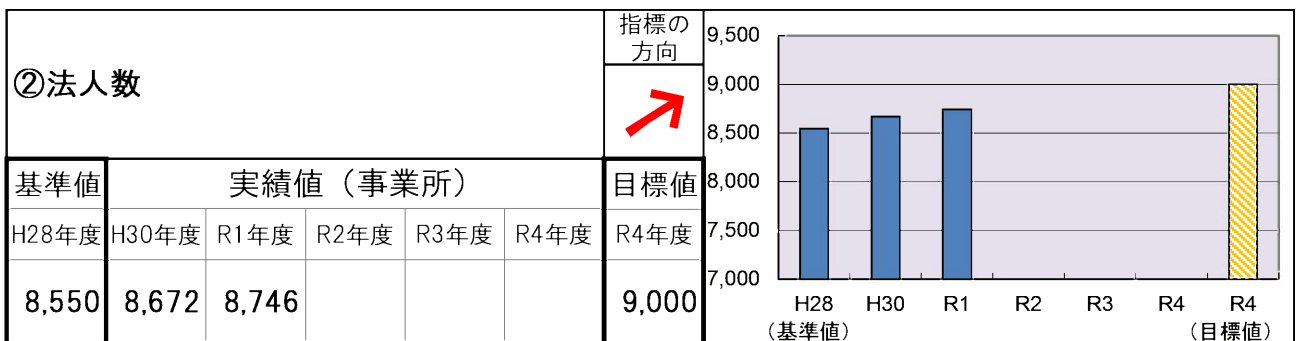 ②法人数
指標の
方向
基準値
実績値（事業所）
目標値
H28年度 H30年度 R1年度 R2年度 R3年度 R4年度 R4年度
8,550 8,672 8,746 9,000
9,500
9,000
8,500
8,000
7,500
7,000
H28 H30 R1 R2 R3 R4 R4
（基準値） （目標値）